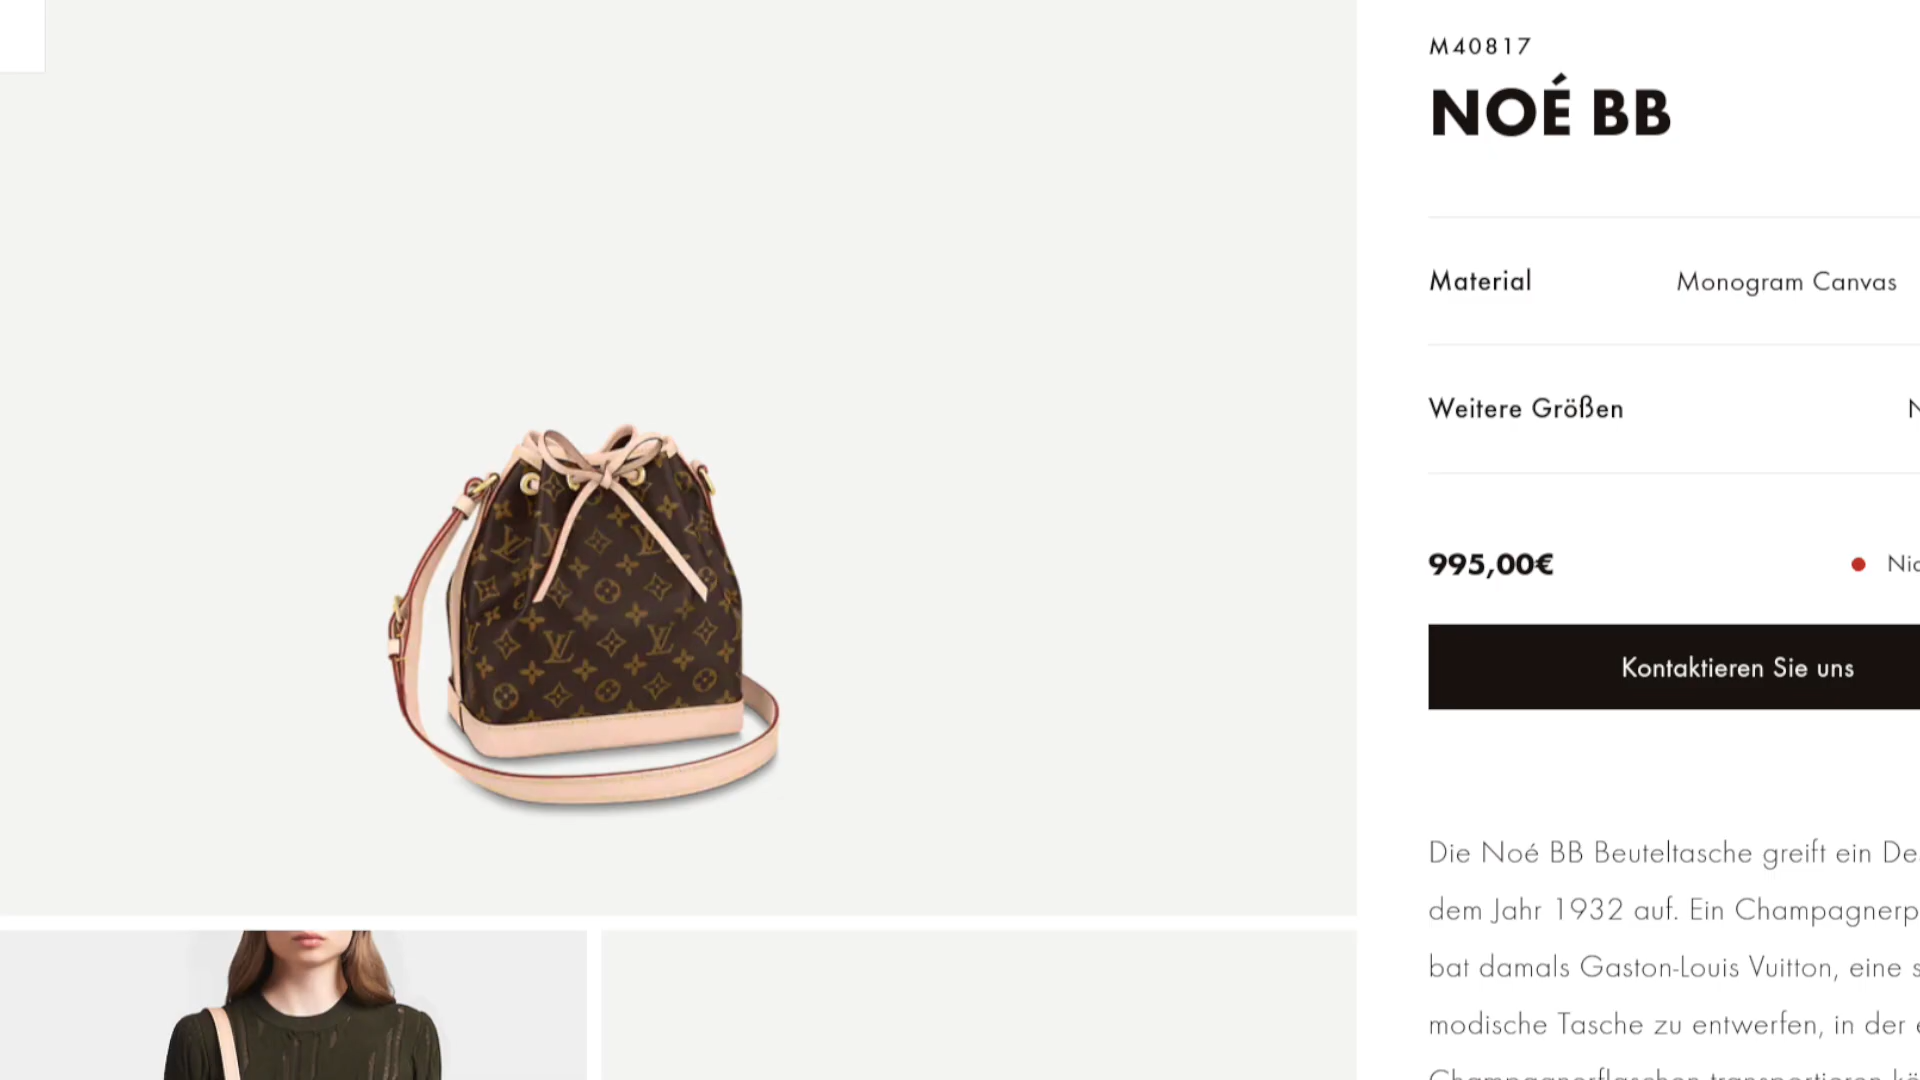 M40817
NOÉ BB
Material Monogram Canvas
Weitere Größen
995,00€
Kontaktieren Sie uns
Die Noé BB Beuteltasche greift ein
dem Jahr 1932 auf. Ein
bat damals Gaston-Louis Vuitton, eine
modische Tasche zu entwerfen, in der